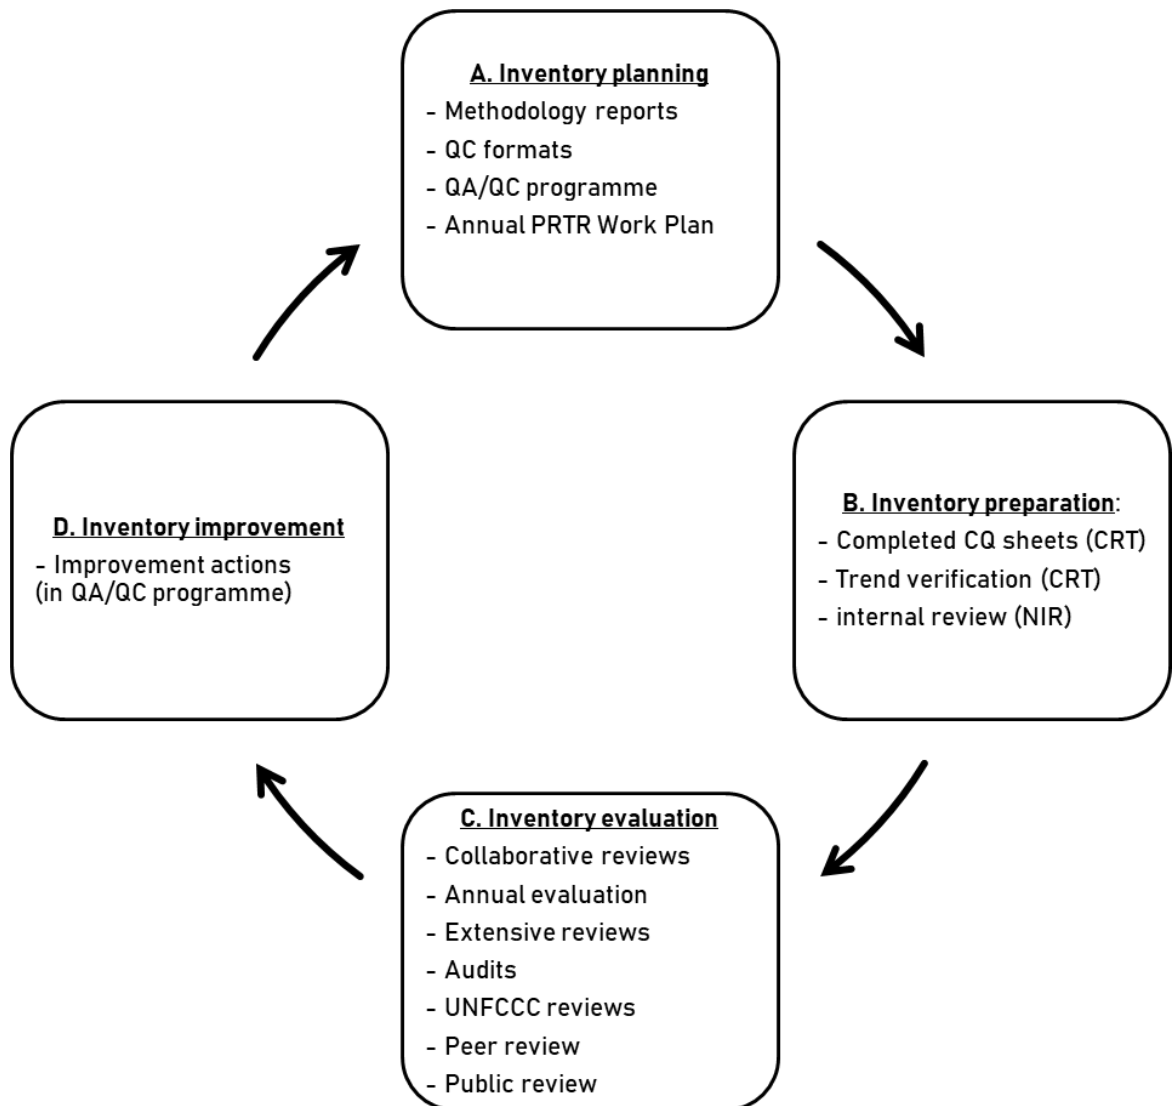 A. Inventory planning
- Methodology reports
- QC formats
- QA/QC programme
- Annual PRTR Work Plan
B. Inventory preparation:
- Completed CQ sheets (CRT)
- Trend verification (CRT)
- internal review (NIR)
C. Inventory evaluation
- Collaborative reviews
- Annual evaluation
- Extensive reviews
- Audits
- UNFCCC reviews
- Peer review
- Public review
D. Inventory improvement
- Improvement actions
(in QA/QC programme)